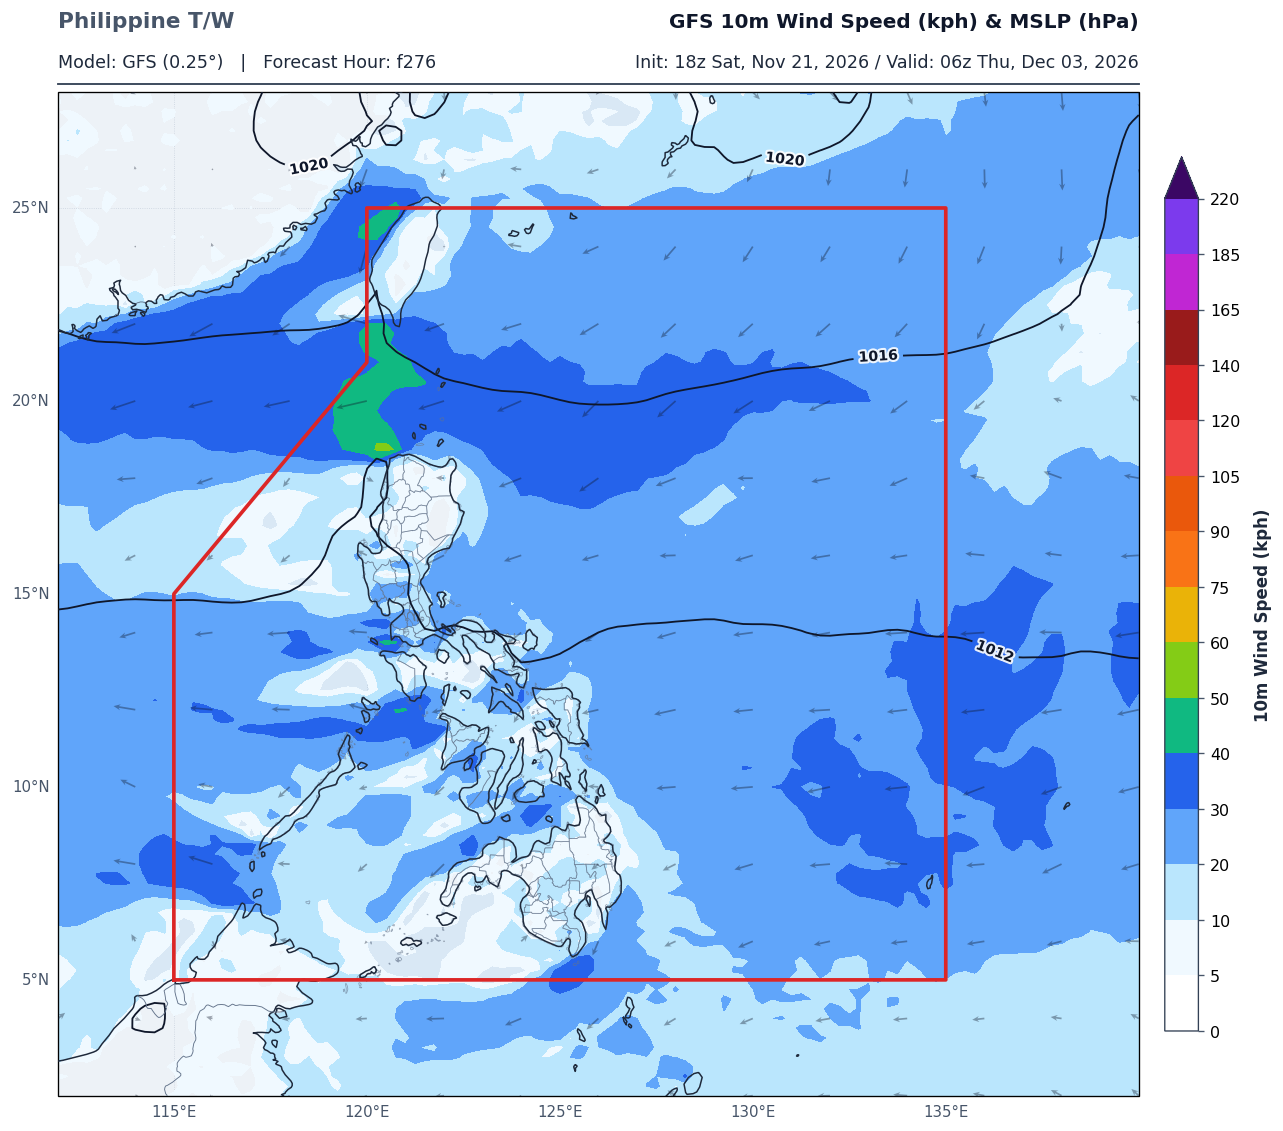 Philippine T/W
GFS 10m Wind Speed (kph) & MSLP (hPa)
Model: GFS (0.25°) | Forecast Hour: f276
Init: 18z Sat, Nov 21, 2026 / Valid: 06z Thu, Dec 03, 2026
1020
1020
1016
1012
25°N
20°N
15°N
10°N
5°N
115°E
120°E
125°E
130°E
135°E
220
185
165
140
120
105
90
75
60
50
40
30
20
10
5
0
10m Wind Speed (kph)